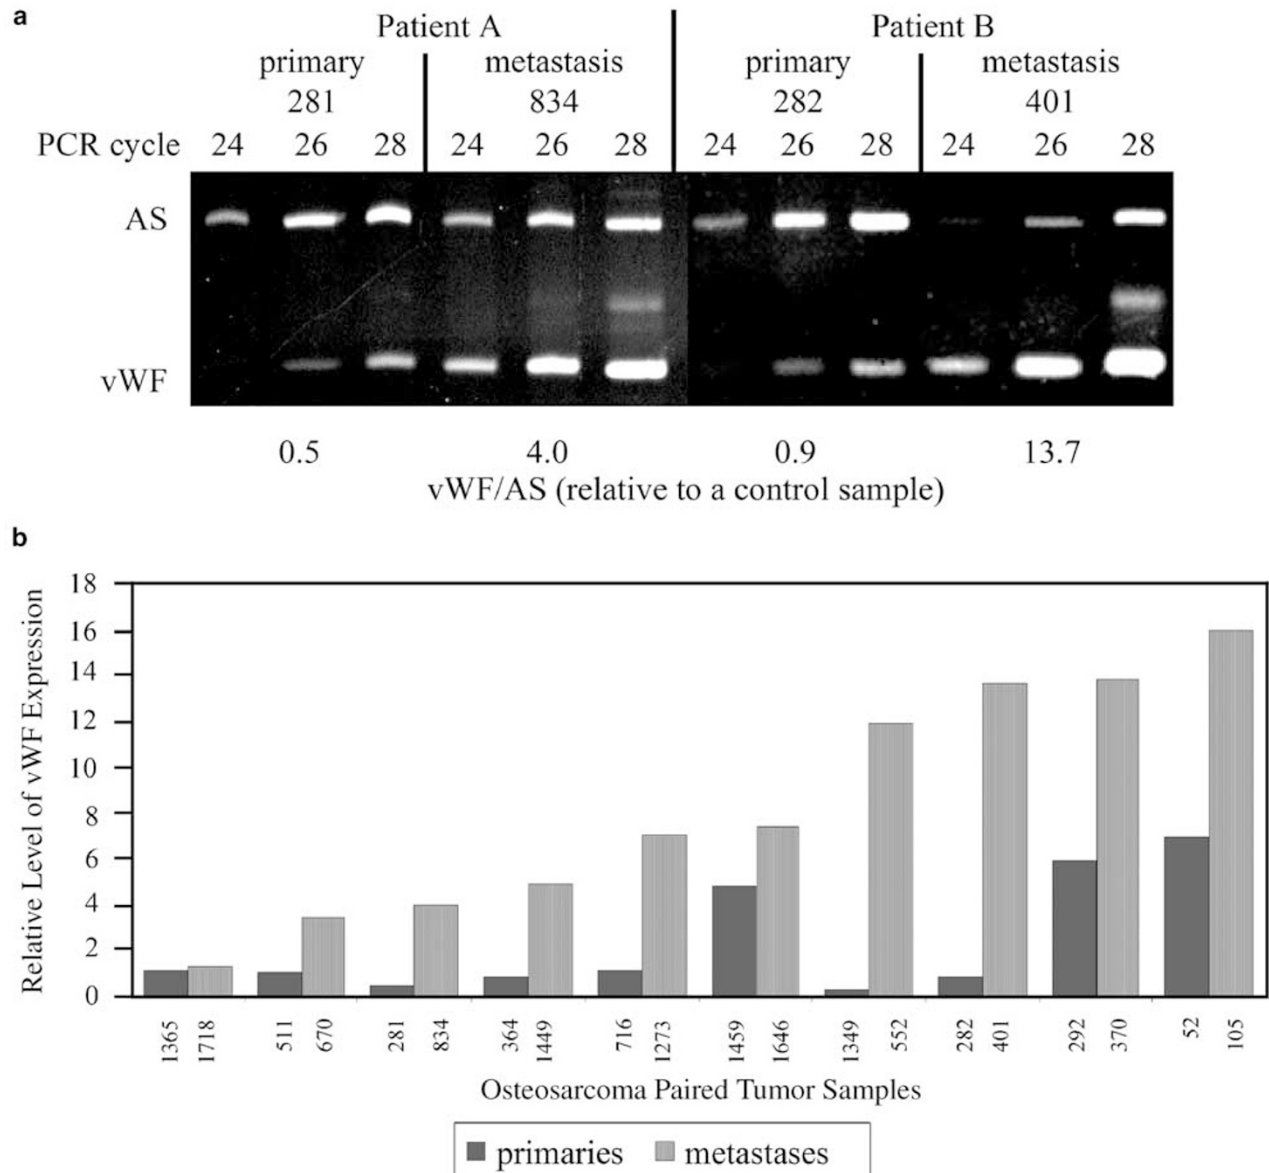 a
Patient A Patient B
primary metastasis primary metastasis
281 834 282 401
PCR cycle 24 26 28 24 26 28 24 26 28 24 26 28
AS
vWF
0.5 4.0 0.9 13.7
vWF/AS (relative to a control sample)
b
Relative Level of vWF Expression
18
16
14
12
10
8
6
4
2
0
1365 1718 511 670 281 834 364 1449 716 1273 1459 1646 1349 552 282 401 292 370 52 105
Osteosarcoma Paired Tumor Samples
primaries metastases